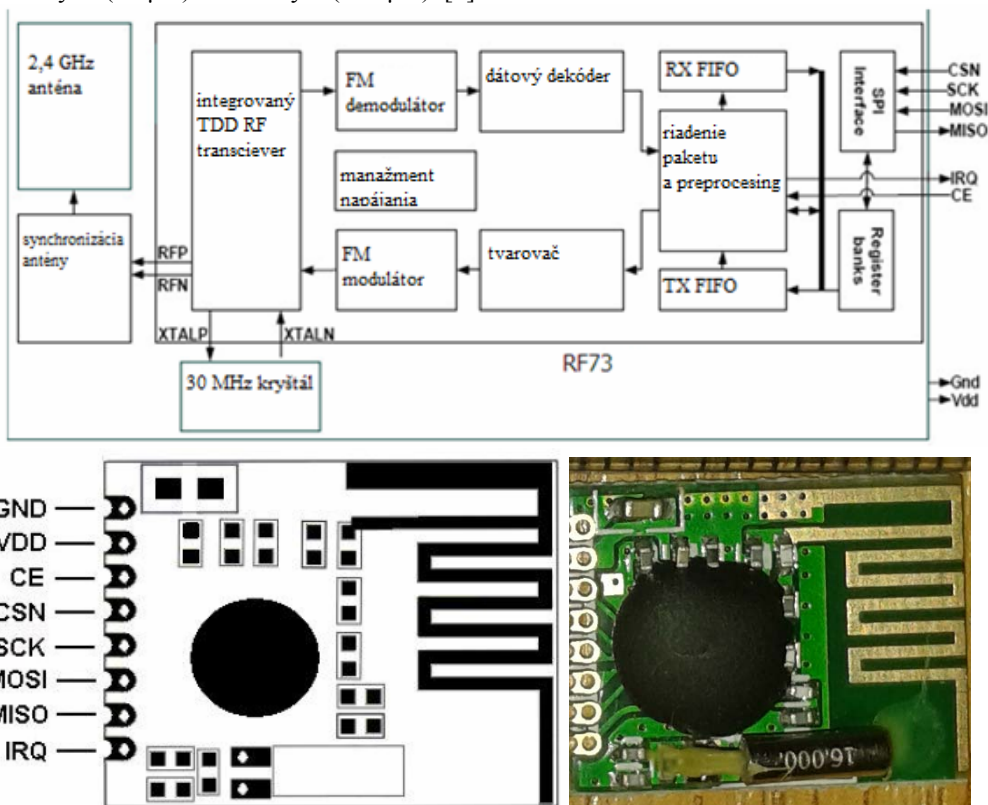 2,4 GHz
anténa
integrovaný
TDD RF
transciever
FM
demodulátor
dátový dekóder
RX FIFO
SPI
Interface
CSN
SCK
MOSI
MISO
riadenie
paketu
a preprocesing
manažment
napájania
IRQ
CE
synchronizácia
antény
RFP
RFN
FM
modulátor
tvarovač
TX FIFO
Register
banks
XTALP
XTALN
30 MHz kryštál
RF73
Gnd
Vdd
GND
VDD
CE
CSN
SCK
MOSI
MISO
IRQ
16.000